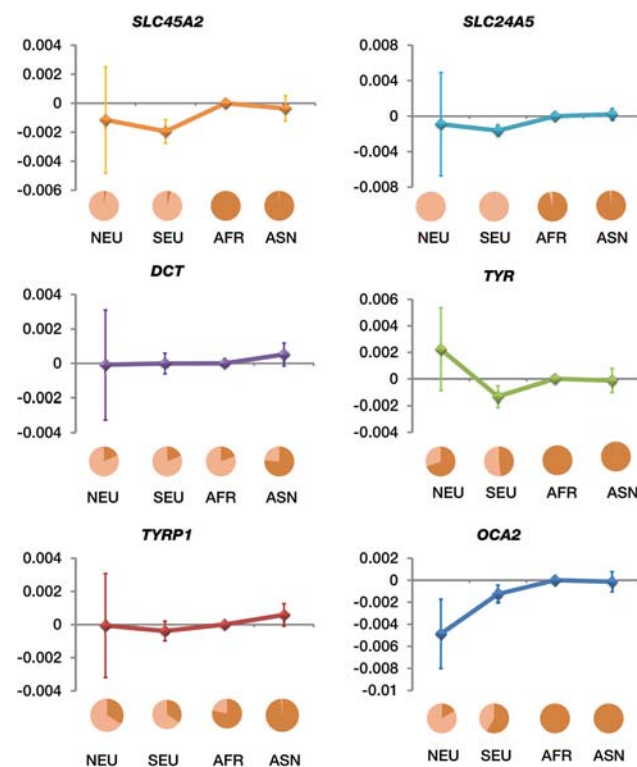 SLC45A2
0.004
0.002
0
-0.002
-0.004
-0.006
NEU SEU AFR ASN
SLC24A5
0.008
0.004
0
-0.004
-0.008
NEU SEU AFR ASN
DCT
0.004
0.002
0
-0.002
-0.004
NEU SEU AFR ASN
TYR
0.006
0.004
0.002
0
-0.002
-0.004
NEU SEU AFR ASN
TYRP1
0.004
0.002
0
-0.002
-0.004
NEU SEU AFR ASN
OCA2
0.002
0
-0.002
-0.004
-0.006
-0.008
-0.01
NEU SEU AFR ASN